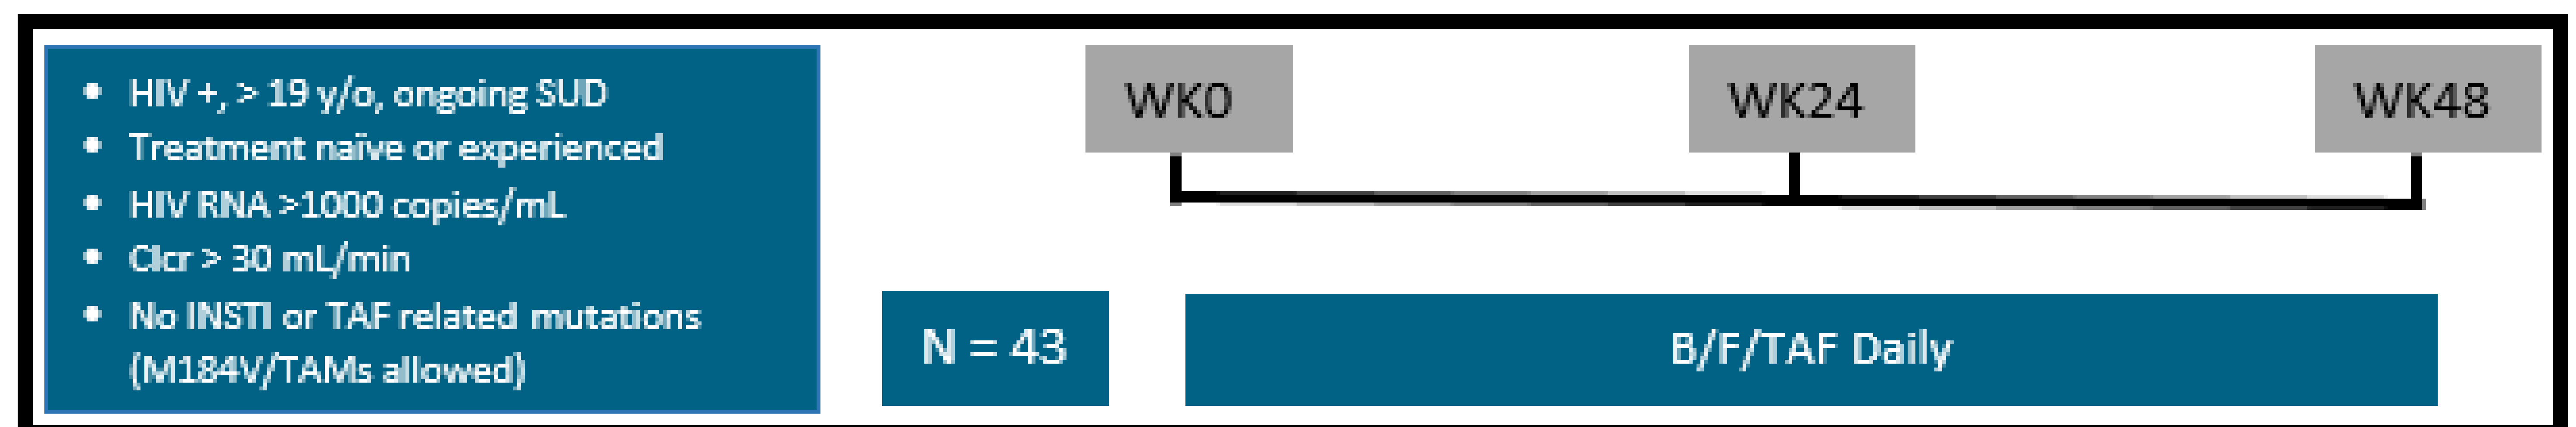 • HIV +, > 19 y/o, ongoing SUD
• Treatment naïve or experienced
• HIV RNA >1000 copies/mL
• Clcr > 30 mL/min
• No INSTI or TAF related mutations
(M184V/TAMs allowed)
WK0
WK24
WK48
N = 43
B/F/TAF Daily